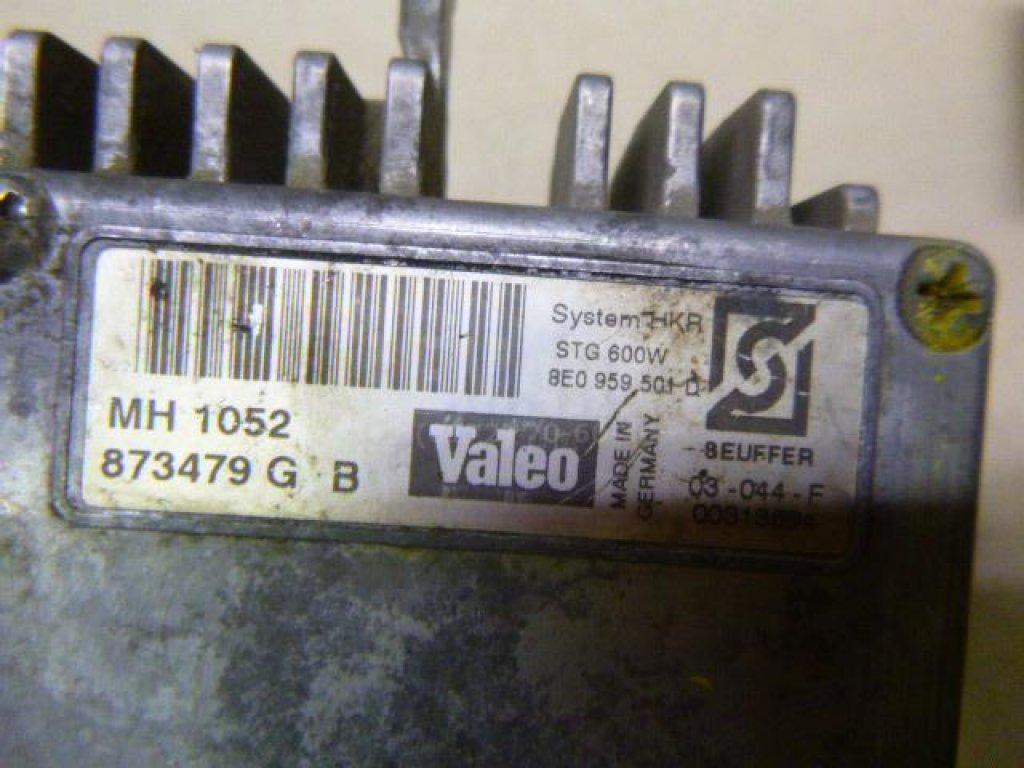 System HKR
STG 600W
8E0 959 501 D
MH 1052
873479 G B
Valeo
MADE IN
GERMANY
SEUFFER
03-044-F